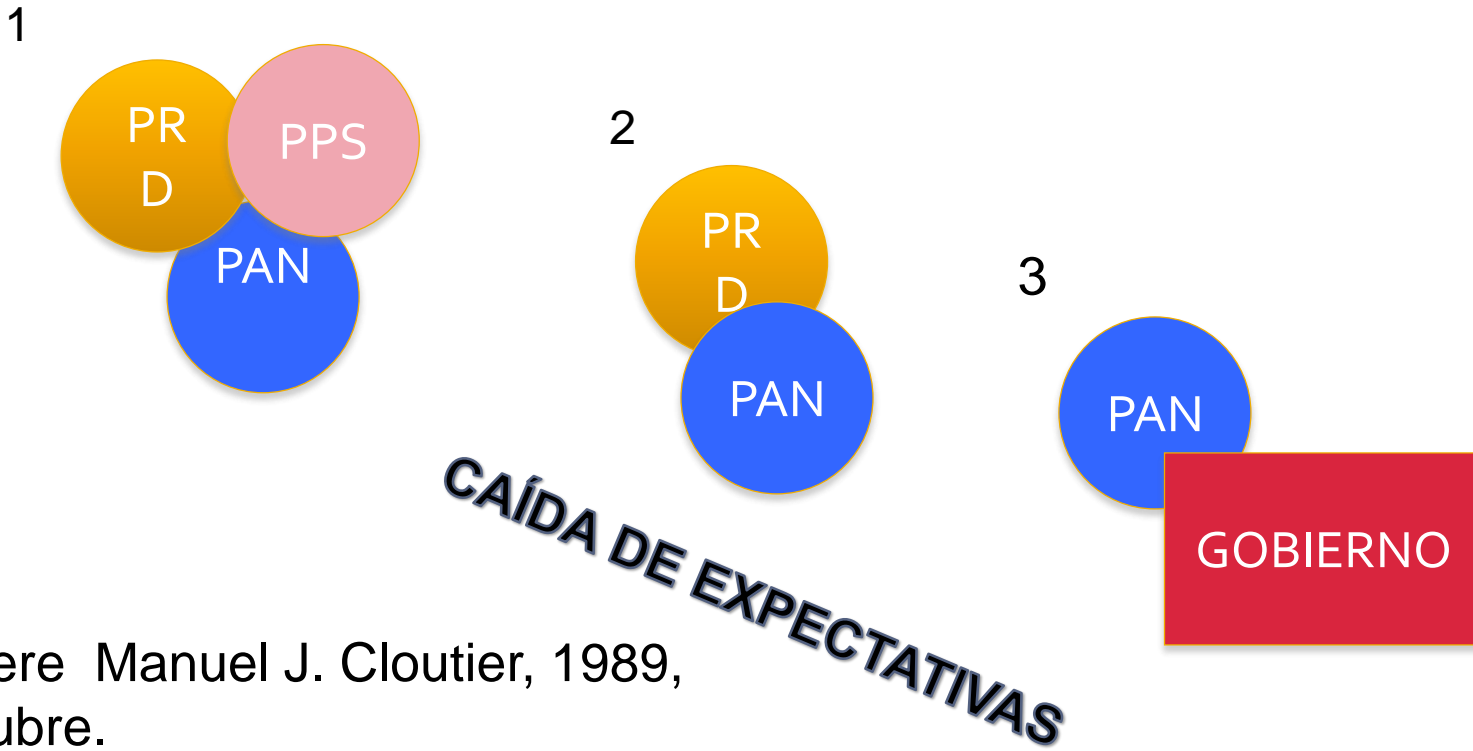 1
PR
D
PPS
PAN
2
PR
D
PAN
3
PAN
GOBIERNO
CAÍDA DE EXPECTATIVAS
ere Manuel J. Cloutier, 1989,
ubre.